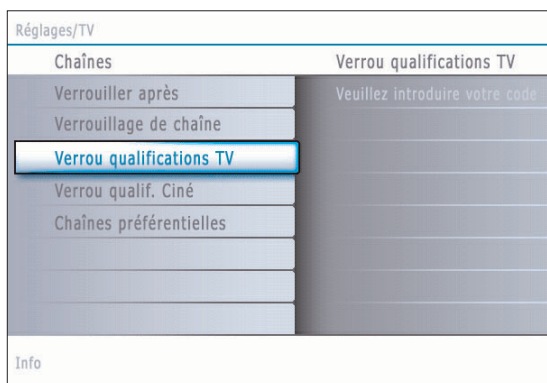 Réglages/TV
Chaînes
Verrou qualifications TV
Verrouiller après
Veuillez introduire votre code
Verrouillage de chaîne
Verrou qualifications TV
Verrou qualif. Ciné
Chaînes préférentielles
Info